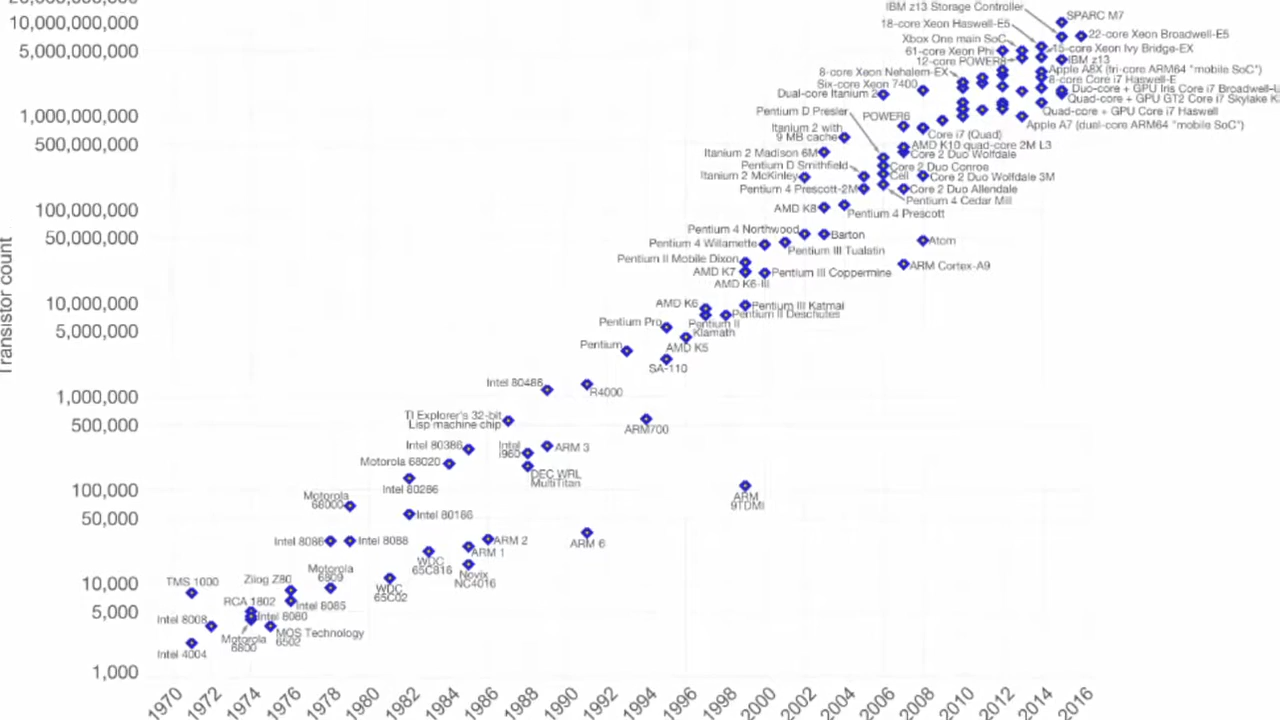 10,000,000,000
5,000,000,000
1,000,000,000
500,000,000
100,000,000
50,000,000
10,000,000
5,000,000
1,000,000
500,000
100,000
50,000
10,000
5,000
1,000
Transistor count
IBM z13 Storage Controller
SPARC M7
18-core Xeon Haswell-E5
22-core Xeon Broadwell-E5
Xbox One main SoC
61-core Xeon Phi
15-core Xeon Ivy Bridge-EX
12-core POWER8
IBM z13
8-core Xeon Nehalem-EX
Apple A8X (tri-core ARM64 "mobile SoC")
Six-core Xeon 7400
8-core Core i7 Haswell-E
Dual-core Itanium 2
Duo-core + GPU Iris Core i7 Broadwell-U
Quad-core + GPU GT2 Core i7 Skylake K
Pentium D Presler
POWER6
Quad-core + GPU Core i7 Haswell
Apple A7 (dual-core ARM64 "mobile SoC")
Itanium 2 with
9 MB cache
Core i7 (Quad)
AMD K10 quad-core 2M L3
Itanium 2 Madison 6M
Core 2 Duo Wolfdale
Pentium D Smithfield
Core 2 Duo Conroe
Itanium 2 McKinley
Cell
Core 2 Duo Wolfdale 3M
Pentium 4 Prescott-2M
Core 2 Duo Allendale
Pentium 4 Cedar Mill
AMD K8
Pentium 4 Prescott
Pentium 4 Northwood
Barton
Atom
Pentium 4 Willamette
Pentium III Tualatin
Pentium II Mobile Dixon
ARM Cortex-A9
AMD K7
Pentium III Coppermine
AMD K6-III
AMD K6
Pentium III Katmai
Pentium II Deschutes
Pentium Pro
Pentium II
Klamath
Pentium
AMD K5
SA-110
Intel 80486
R4000
TI Explorer's 32-bit
Lisp machine chip
ARM700
Intel 80386
Intel
i960
ARM 3
Motorola 68020
DEC WRL
MultiTitan
Intel 80286
Motorola
68000
ARM
9TDMI
Intel 80186
Intel 8086
Intel 8088
ARM 2
ARM 6
ARM 1
WDC
65C816
Novix
NC4016
TMS 1000
Zilog Z80
Motorola
6809
WDC
65C02
RCA 1802
Intel 8085
Intel 8008
Intel 8080
Motorola
6800
MOS Technology
6502
Intel 4004
1970
1972
1974
1976
1978
1980
1982
1984
1986
1988
1990
1992
1994
1996
1998
2000
2002
2004
2006
2008
2010
2012
2014
2016